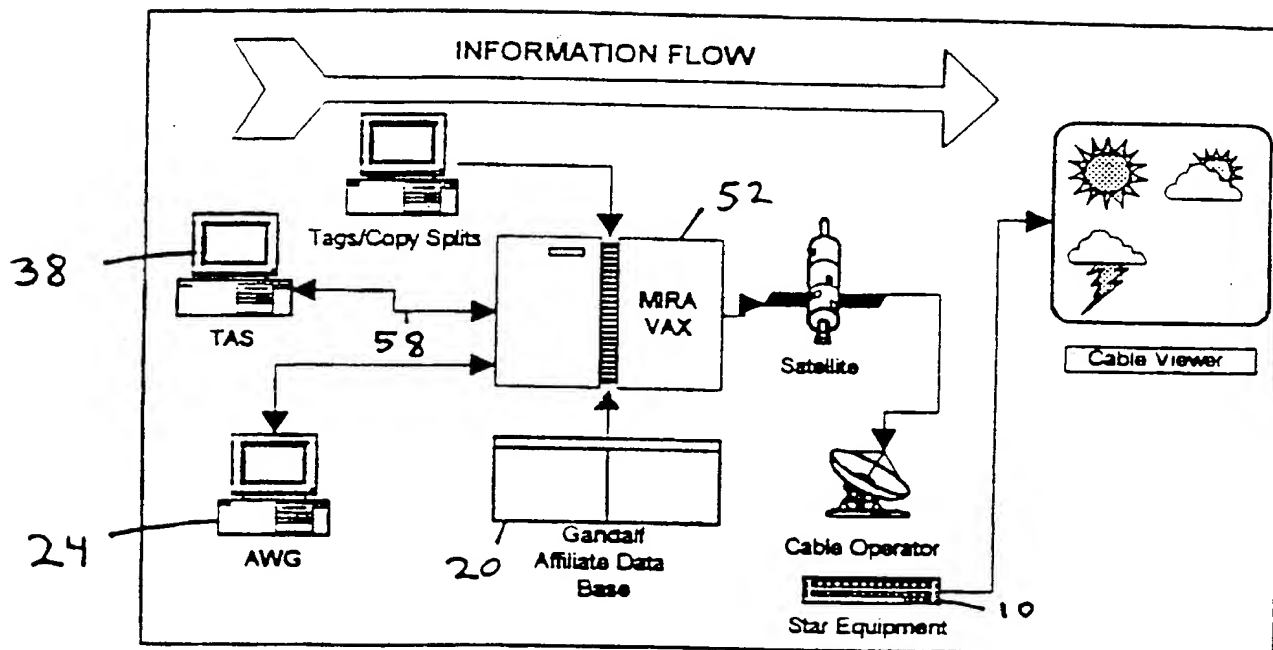 INFORMATION FLOW
Tags/Copy Splits
52
38
TAS
58
MIRA
VAX
Satellite
Cable Viewer
24
AWG
20
Gandalf
Affiliate Data
Base
Cable Operator
10
Star Equipment